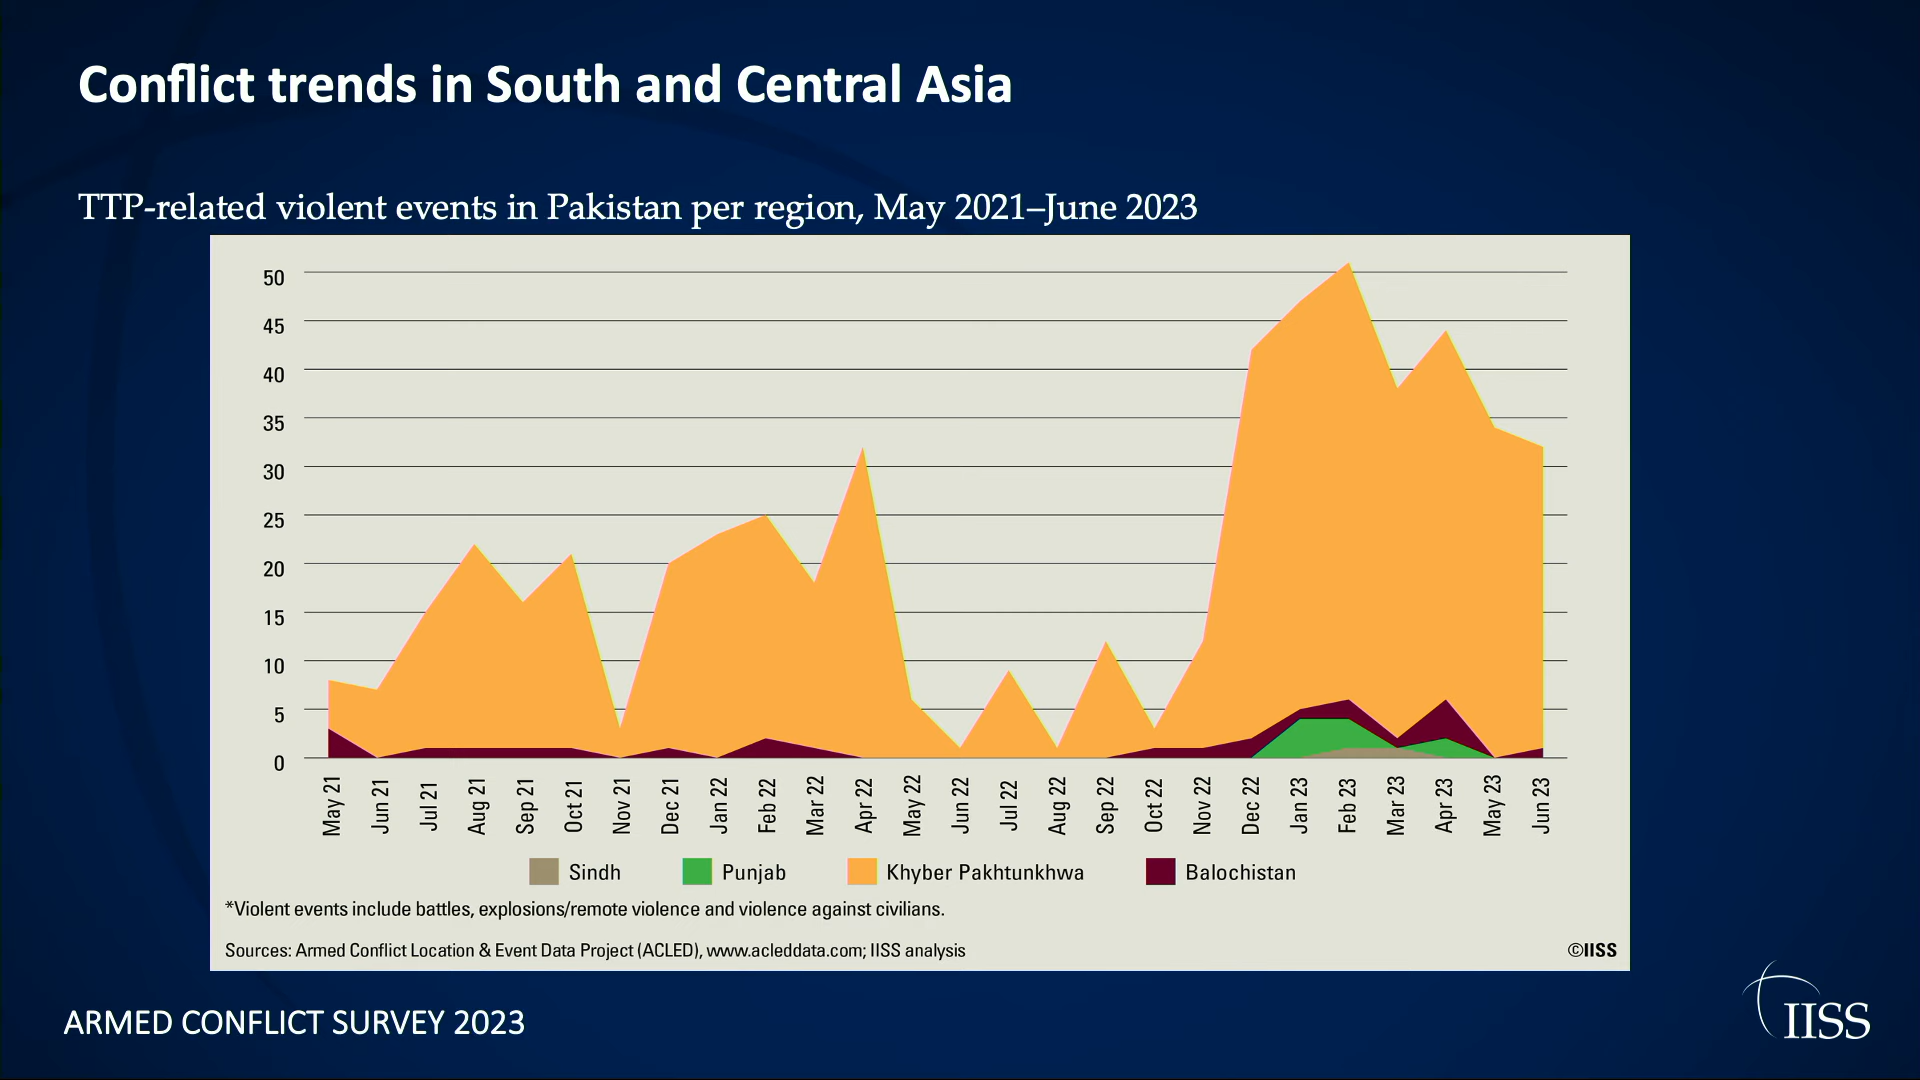 Conflict trends in South and Central Asia
TTP-related violent events in Pakistan per region, May 2021–June 2023
50
45
40
35
30
25
20
15
10
5
0
May 21
Jun 21
Jul 21
Aug 21
Sep 21
Oct 21
Nov 21
Dec 21
Jan 22
Feb 22
Mar 22
Apr 22
May 22
Jun 22
Jul 22
Aug 22
Sep 22
Oct 22
Nov 22
Dec 22
Jan 23
Feb 23
Mar 23
Apr 23
May 23
Jun 23
Sindh Punjab Khyber Pakhtunkhwa Balochistan
*Violent events include battles, explosions/remote violence and violence against civilians.
Sources: Armed Conflict Location & Event Data Project (ACLED), www.acleddata.com; IISS analysis ©IISS
ARMED CONFLICT SURVEY 2023
IISS